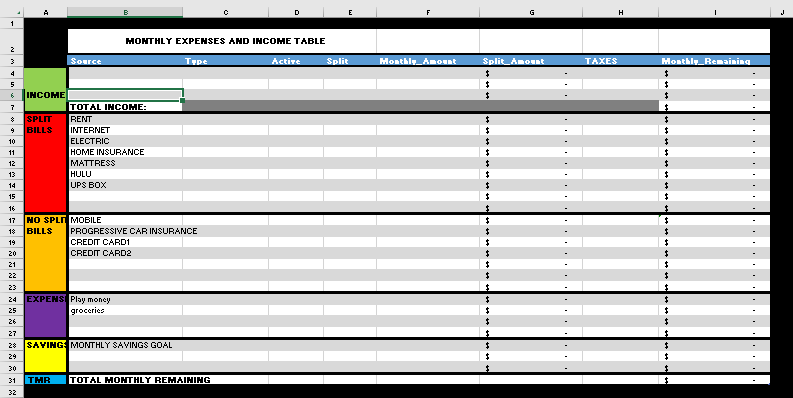 A B C D E F G H I J
1
2 MONTHLY EXPENSES AND INCOME TABLE
3 Source Type Active Split Monthly_Amount Split_Amount TAXES Monthly_Remaining
4 $ - $ -
5 $ - $ -
6 INCOME $ - $ -
7 TOTAL INCOME: $ -
8 SPLIT RENT $ - $ -
9 BILLS INTERNET $ - $ -
10 ELECTRIC $ - $ -
11 HOME INSURANCE $ - $ -
12 MATTRESS $ - $ -
13 HULU $ - $ -
14 UPS BOX $ - $ -
15 $ - $ -
16 $ - $ -
17 NO SPLIT MOBILE $ - $ -
18 BILLS PROGRESSIVE CAR INSURANCE $ - $ -
19 CREDIT CARD1 $ - $ -
20 CREDIT CARD2 $ - $ -
21 $ - $ -
22 $ - $ -
23 $ - $ -
24 EXPENS Play money $ - $ -
25 groceries $ - $ -
26 $ - $ -
27 $ - $ -
28 SAVINGS MONTHLY SAVINGS GOAL $ - $ -
29 $ - $ -
30 $ - $ -
31 TMR TOTAL MONTHLY REMAINING $ -
32